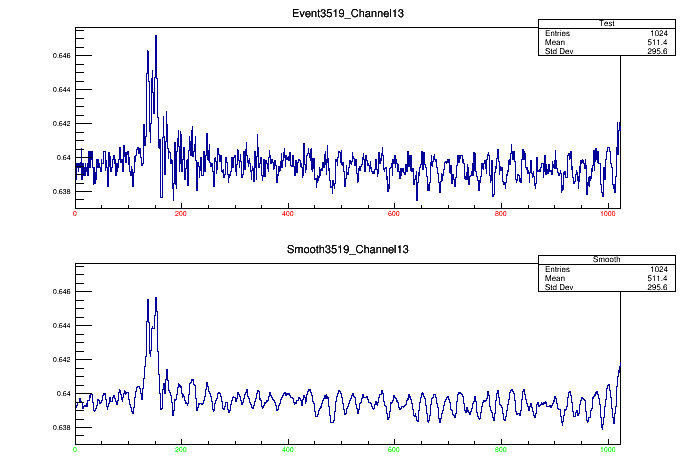 Event3519_Channel13
Test
Entries 1024
Mean 511.4
Std Dev 295.6
0.646
0.644
0.642
0.64
0.638
0 200 400 600 800 1000
Smooth3519_Channel13
Smooth
Entries 1024
Mean 511.4
Std Dev 295.6
0.646
0.644
0.642
0.64
0.638
0 200 400 600 800 1000